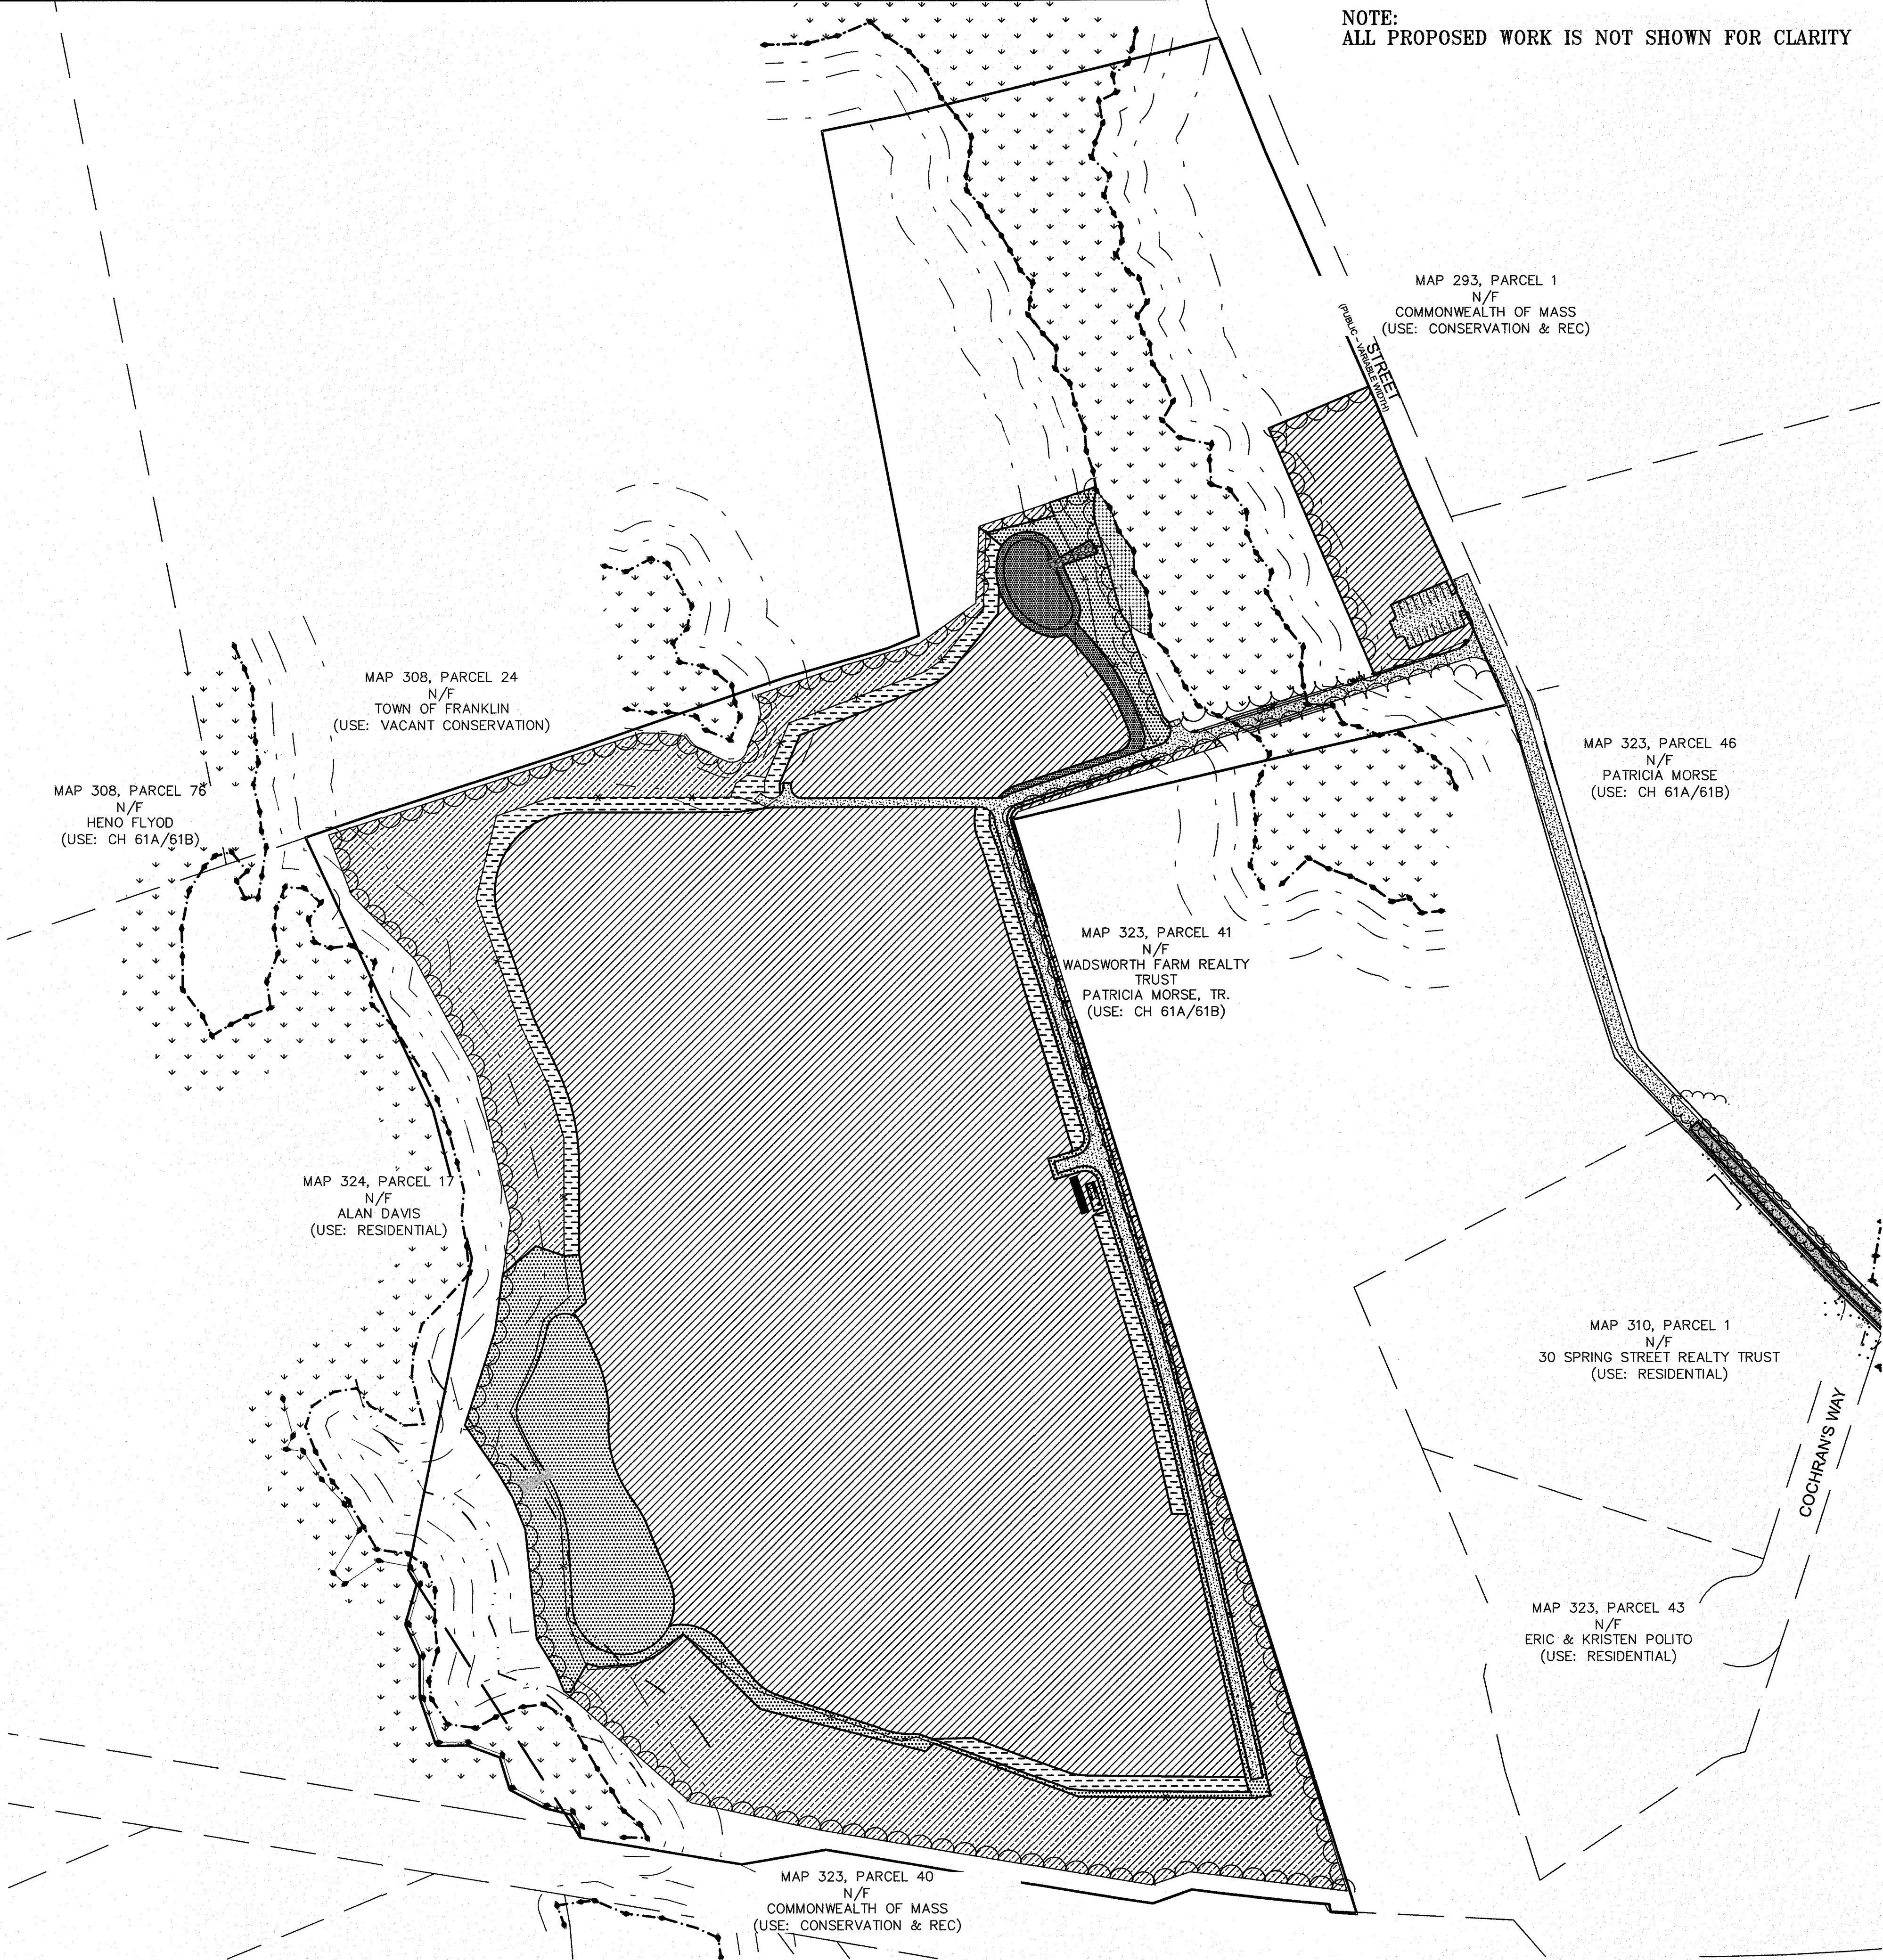 NOTE:
ALL PROPOSED WORK IS NOT SHOWN FOR CLARITY
MAP 293, PARCEL 1
N/F
COMMONWEALTH OF MASS
(USE: CONSERVATION & REC)
STREET
(PUBLIC - VARIABLE WIDTH)
MAP 308, PARCEL 24
N/F
TOWN OF FRANKLIN
(USE: VACANT CONSERVATION)
MAP 323, PARCEL 46
N/F
PATRICIA MORSE
(USE: CH 61A/61B)
MAP 308, PARCEL 76
N/F
HENO FLYOD
(USE: CH 61A/61B)
MAP 323, PARCEL 41
N/F
WADSWORTH FARM REALTY
TRUST
PATRICIA MORSE, TR.
(USE: CH 61A/61B)
MAP 324, PARCEL 17
N/F
ALAN DAVIS
(USE: RESIDENTIAL)
MAP 310, PARCEL 1
N/F
30 SPRING STREET REALTY TRUST
(USE: RESIDENTIAL)
COCHRAN'S WAY
MAP 323, PARCEL 43
N/F
ERIC & KRISTEN POLITO
(USE: RESIDENTIAL)
MAP 323, PARCEL 40
N/F
COMMONWEALTH OF MASS
(USE: CONSERVATION & REC)